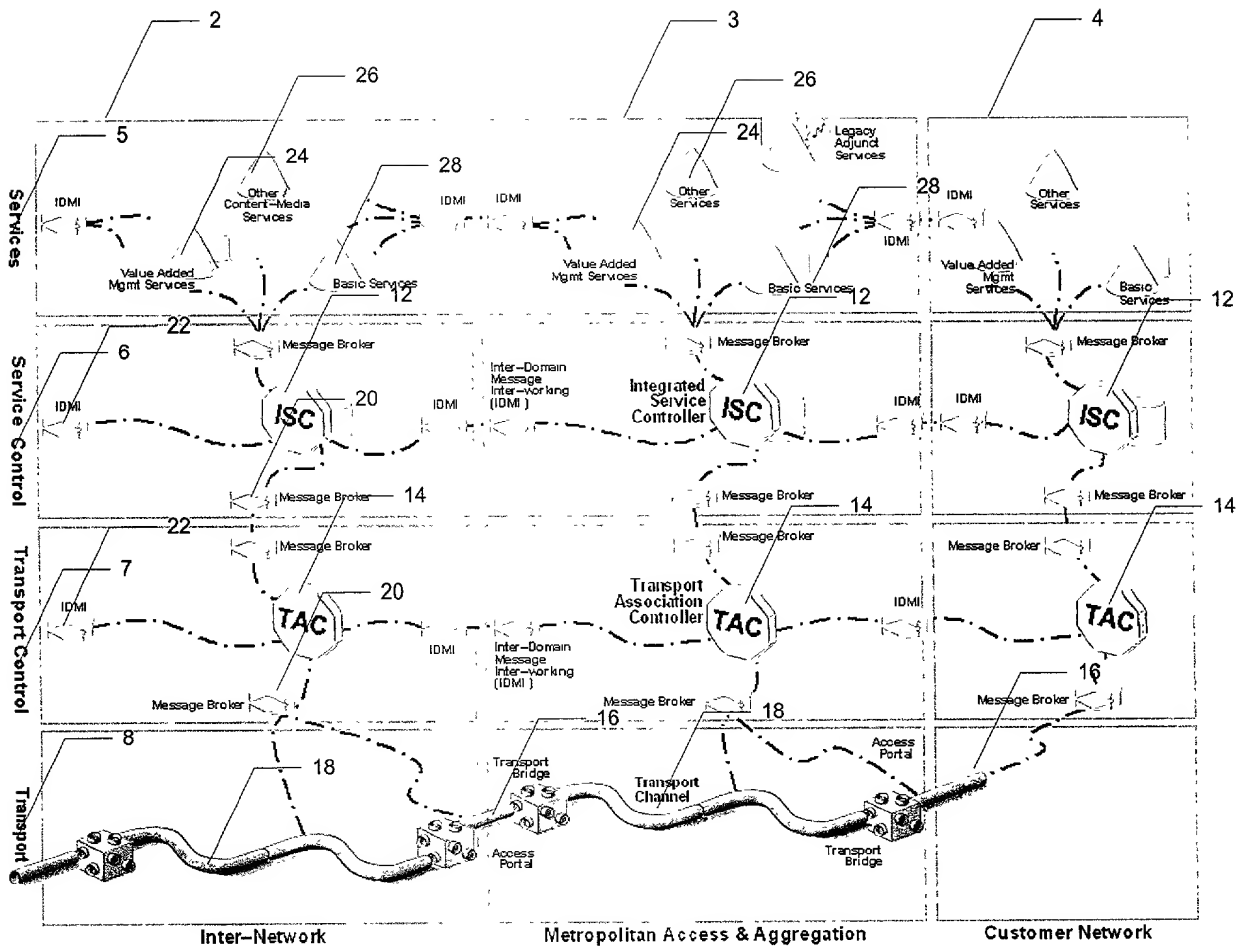 2
3
4
26
5
24
26
24
28
28
Legacy
Adjunct
Services
Services
IDMI
Other
Content-Media
Services
IDMI
IDMI
Other
Services
IDMI
IDMI
Other
Services
Value Added
Mgmt Services
Basic Services
Value Added
Mgmt Services
Basic Services
Value Added
Mgmt
Services
Basic
Services
12
12
12
22
6
20
Message Broker
Message Broker
Message Broker
Service Control
IDMI
ISC
IDMI
Inter-Domain
Message
Inter-working
(IDMI)
Integrated
Service
Controller
ISC
IDMI
IDMI
ISC
Message Broker
Message Broker
Message Broker
14
14
14
22
7
20
Message Broker
Message Broker
Message Broker
Transport Control
IDMI
TAC
IDMI
Inter-Domain
Message
Inter-working
(IDMI)
Transport
Association
Controller
TAC
IDMI
TAC
Message Broker
Message Broker
Message Broker
16
16
18
8
18
Transport
Transport
Bridge
Transport
Channel
Access
Portal
Access
Portal
Transport
Bridge
Inter-Network
Metropolitan Access & Aggregation
Customer Network